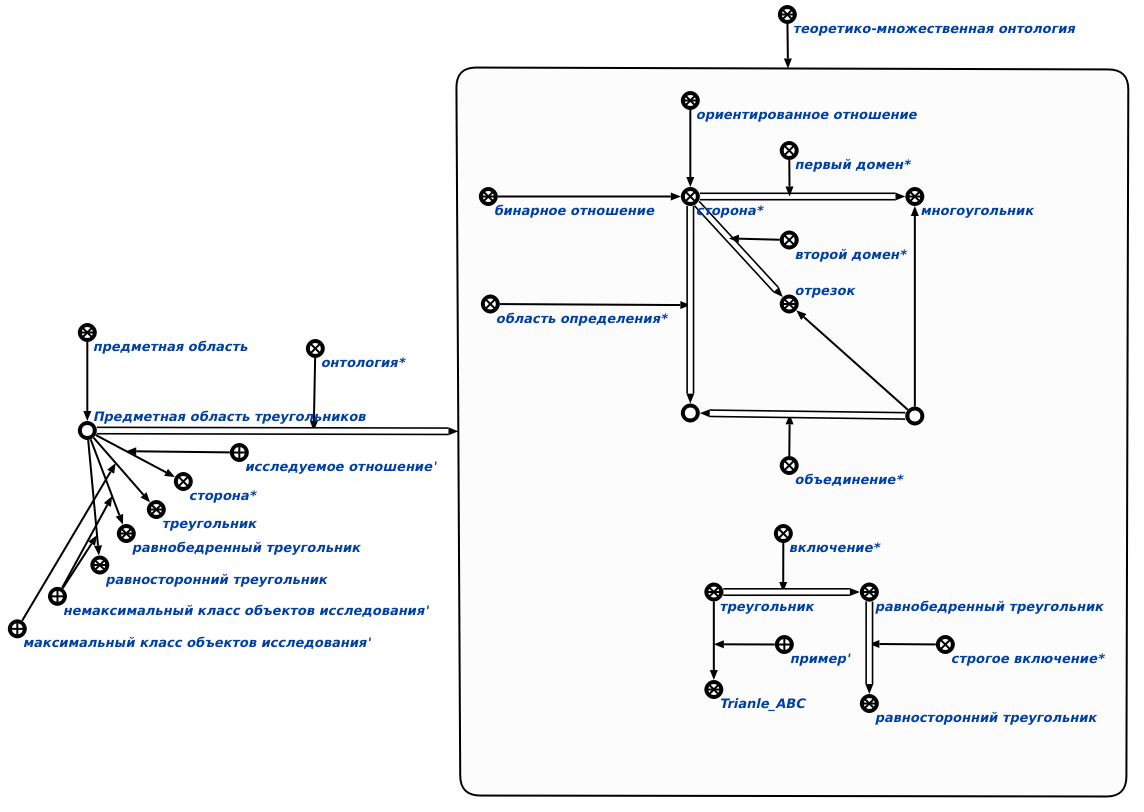 теоретико-множественная онтология
ориентированное отношение
первый домен*
бинарное отношение
сторона*
многоугольник
второй домен*
отрезок
область определения*
предметная область
онтология*
Предметная область треугольников
исследуемое отношение'
сторона*
треугольник
равнобедренный треугольник
равносторонний треугольник
немаксимальный класс объектов исследования'
максимальный класс объектов исследования'
объединение*
включение*
треугольник
равнобедренный треугольник
пример'
строгое включение*
Trianle_ABC
равносторонний треугольник